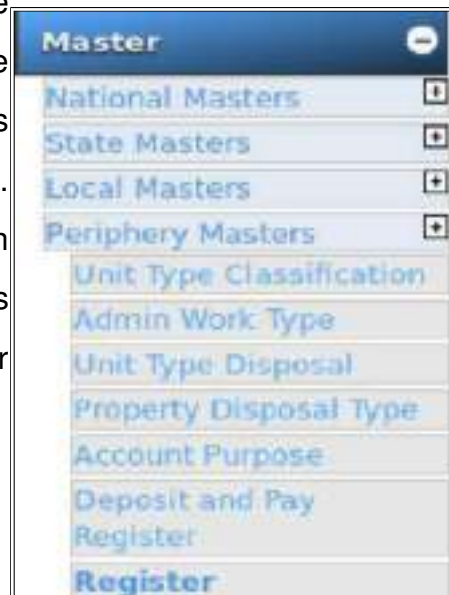 e
Master
e
National Masters
s
State Masters
.
Local Masters
n
Periphery Masters
s
Unit Type Classification
Admin Work Type
r
Unit Type Disposal
Property Disposal Type
Account Purpose
Deposit and Pay
Register
Register